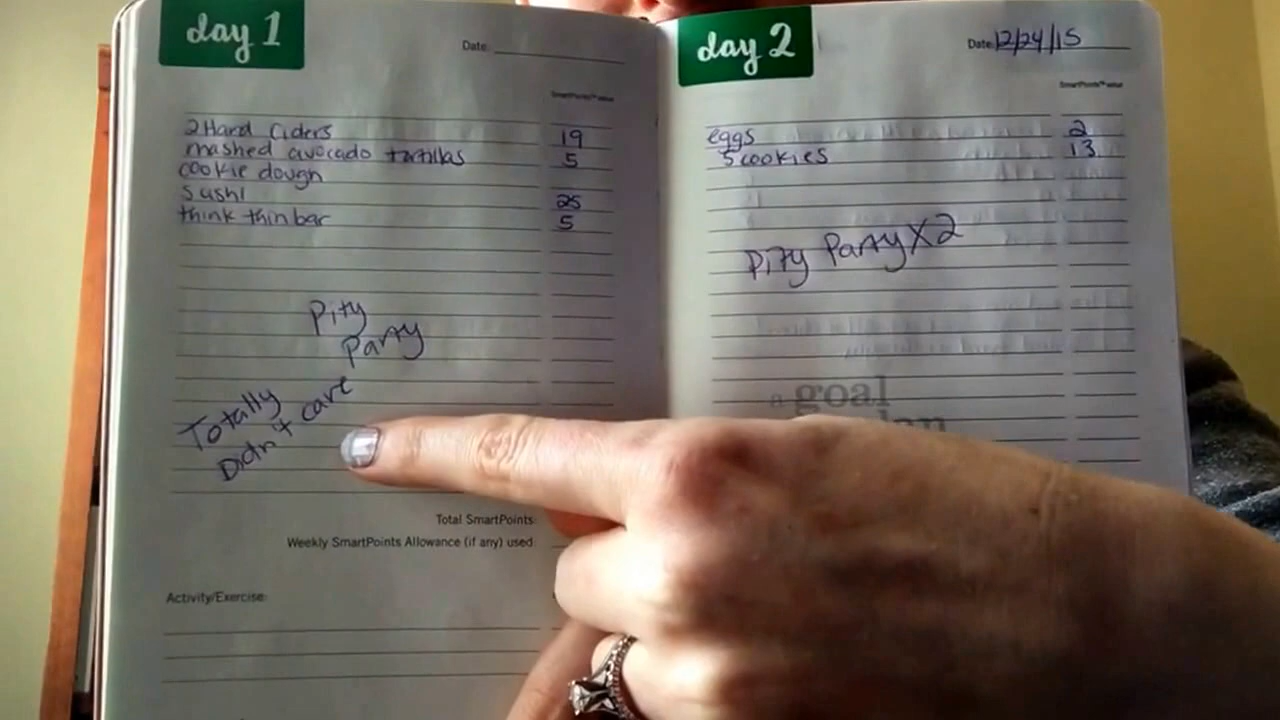 day 1
Date:
SmartPoints™ value
2 Hard Ciders 19
mashed avocado tortillas 5
cookie dough
Sushi 25
think thin bar 5
Pity
Party
Totally
Didn't care
Total SmartPoints:
Weekly SmartPoints Allowance (if any) used:
Activity/Exercise:
day 2
Date: 12/24/15
SmartPoints™ value
eggs 2
5 cookies 13
Pity Party X2
a goal